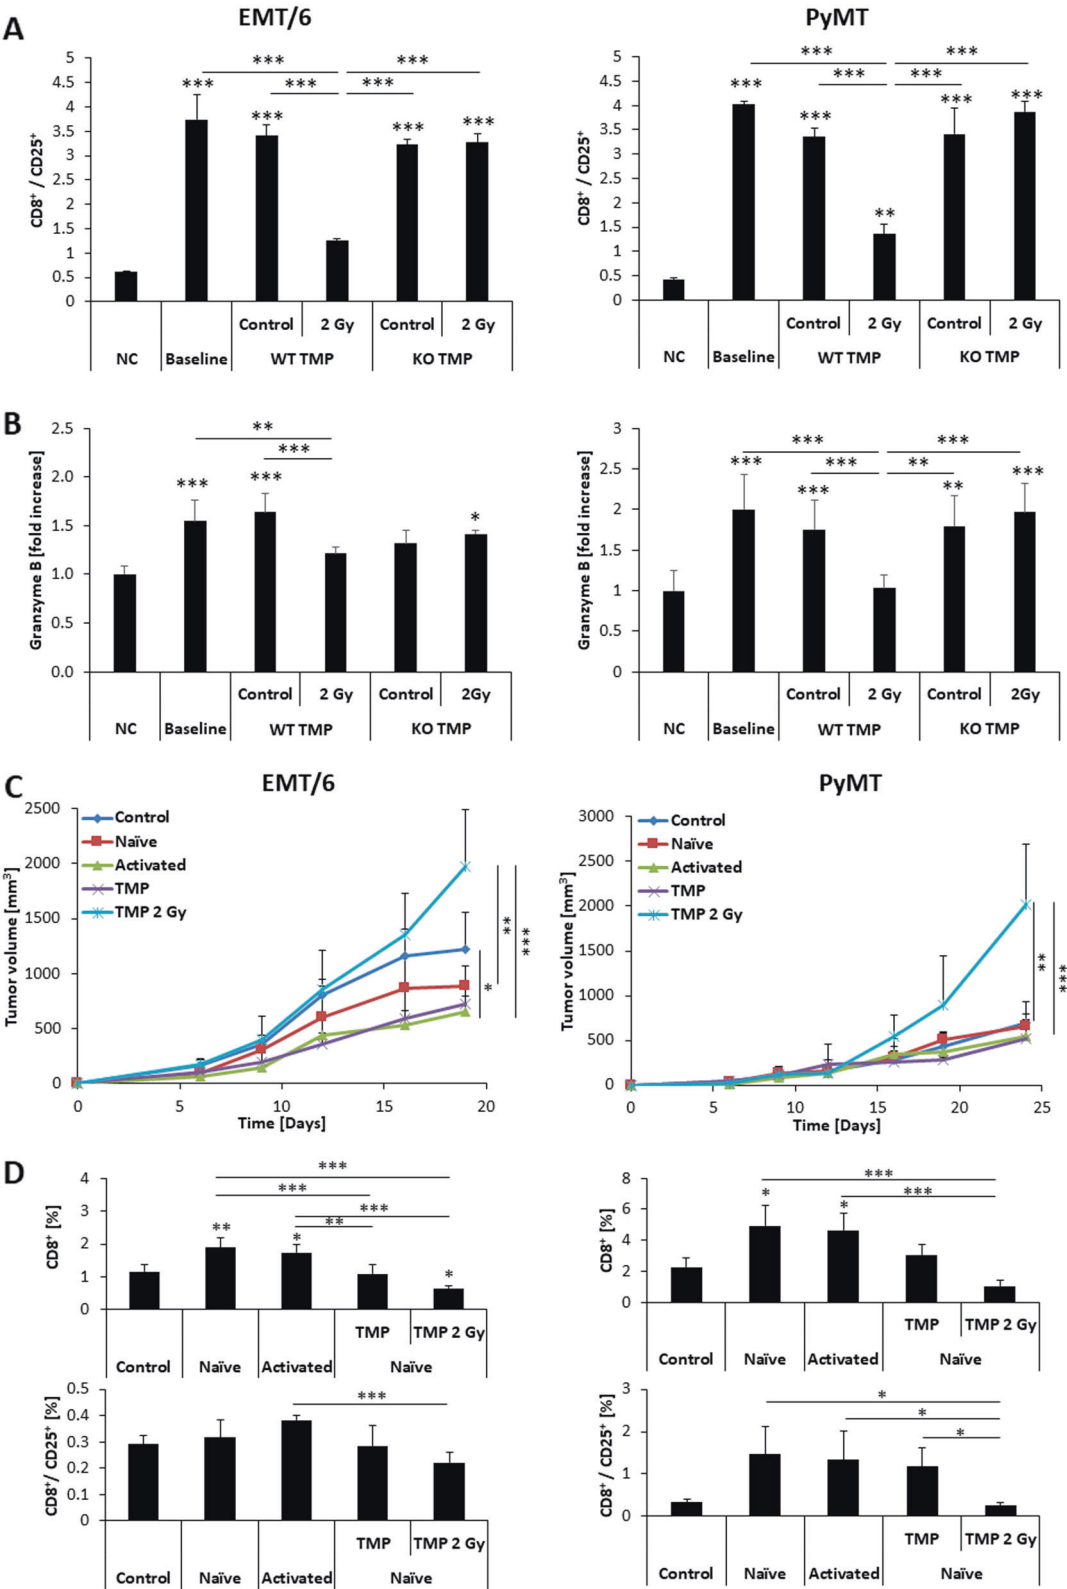 A
EMT/6
PyMT
CD8⁺ / CD25⁺
5
4.5
4
3.5
3
2.5
2
1.5
1
0.5
0
*** ***
*** ***
*** *** *** ***
Control 2 Gy Control 2 Gy
NC Baseline WT TMP KO TMP
CD8⁺ / CD25⁺
5
4.5
4
3.5
3
2.5
2
1.5
1
0.5
0
*** ***
*** ***
*** *** ** *** ***
Control 2 Gy Control 2 Gy
NC Baseline WT TMP KO TMP
B
Granzyme B [fold increase]
2.5
2.0
1.5
1.0
0.5
0.0
**
***
*** *** *
Control 2 Gy Control 2Gy
NC Baseline WT TMP KO TMP
Granzyme B [fold increase]
3
2.5
2
1.5
1
0.5
0
*** ***
*** **
*** *** ** ***
Control 2 Gy Control 2Gy
NC Baseline WT TMP KO TMP
C
EMT/6
PyMT
Tumor volume [mm³]
2500
2000
1500
1000
500
0
Control
Naïve
Activated
TMP
TMP 2 Gy
*
**
***
0 5 10 15 20
Time [Days]
Tumor volume [mm³]
3000
2500
2000
1500
1000
500
0
Control
Naïve
Activated
TMP
TMP 2 Gy
**
***
0 5 10 15 20 25
Time [Days]
D
CD8⁺ [%]
4
3
2
1
0
***
***
***
**
** * *
TMP TMP 2 Gy
Control Naïve Activated Naïve
CD8⁺ [%]
8
6
4
2
0
***
***
* *
TMP TMP 2 Gy
Control Naïve Activated Naïve
CD8⁺/ CD25⁺ [%]
0.5
0.4
0.3
0.2
0.1
0
***
TMP TMP 2 Gy
Control Naïve Activated Naïve
CD8⁺/ CD25⁺ [%]
3
2
1
0
*
*
*
TMP TMP 2 Gy
Control Naïve Activated Naïve